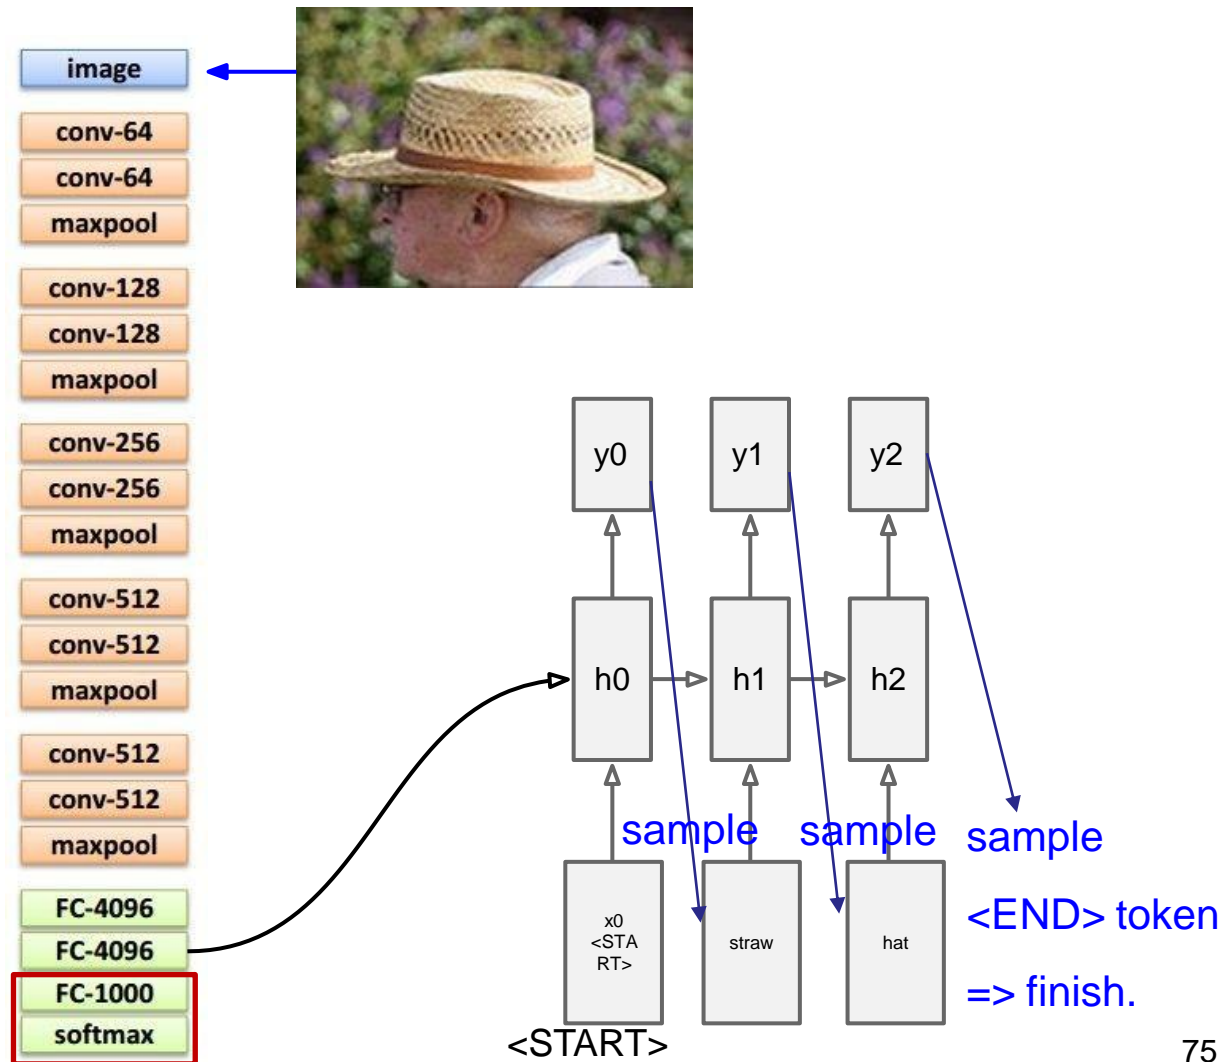 image
conv-64
conv-64
maxpool
conv-128
conv-128
maxpool
conv-256
conv-256
maxpool
conv-512
conv-512
maxpool
conv-512
conv-512
maxpool
FC-4096
FC-4096
FC-1000
softmax
y0
y1
y2
h0
h1
h2
sample
sample
sample
x0
<STA
RT>
straw
hat
<END> token
=> finish.
<START>
75